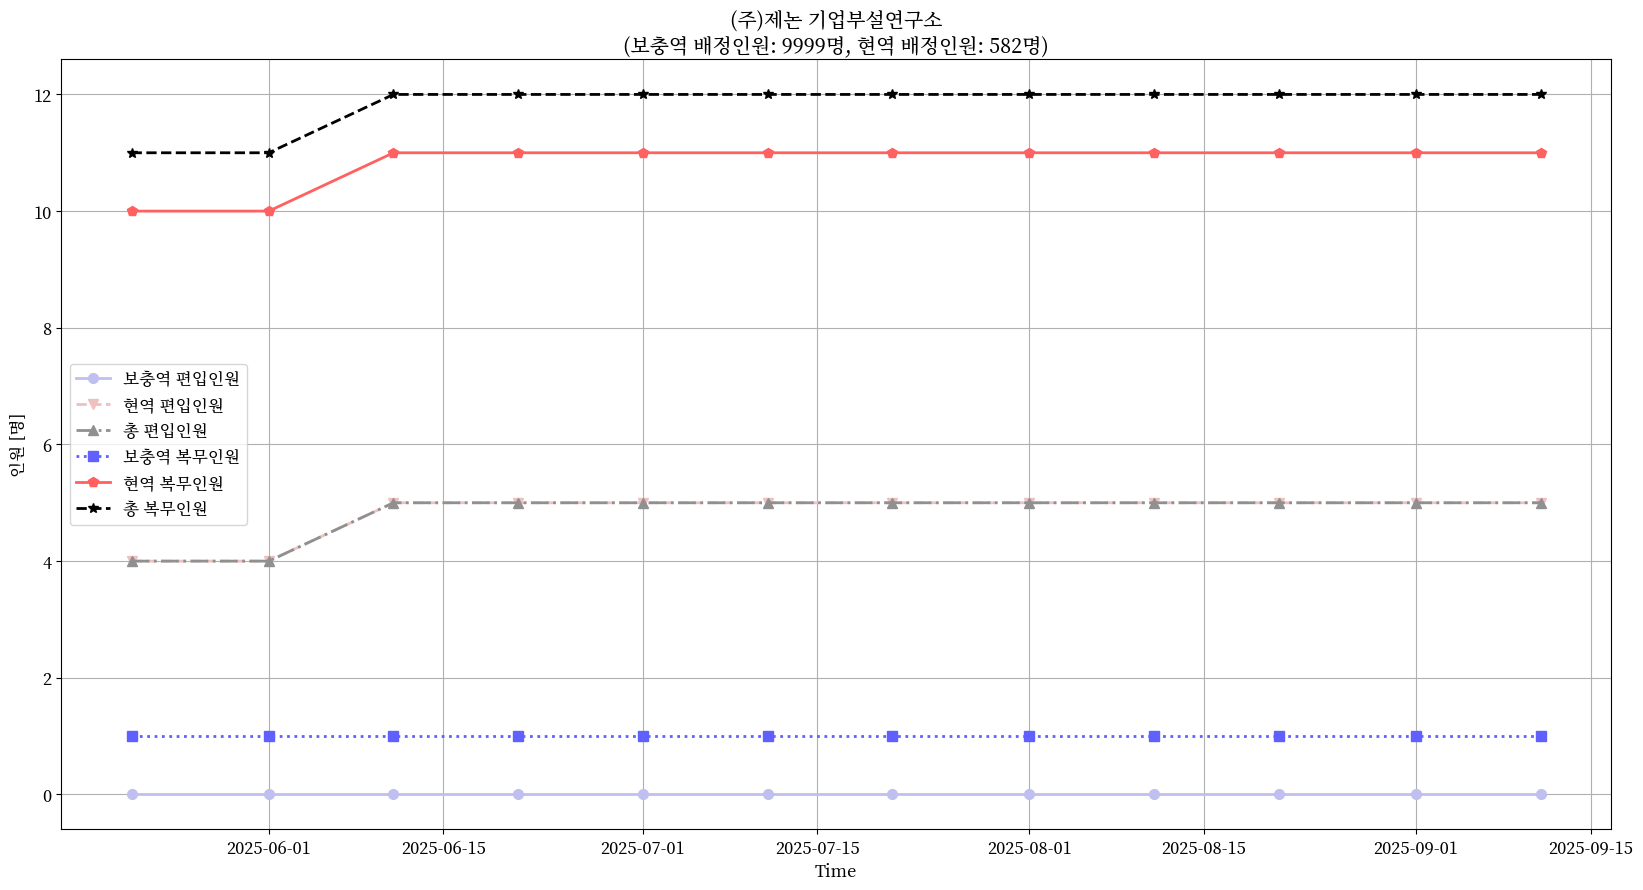 (주)제논 기업부설연구소
(보충역 배정인원: 9999명, 현역 배정인원: 582명)
12
10
8
6
4
2
0
인원 [명]
보충역 편입인원
현역 편입인원
총 편입인원
보충역 복무인원
현역 복무인원
총 복무인원
2025-06-01
2025-06-15
2025-07-01
2025-07-15
2025-08-01
2025-08-15
2025-09-01
2025-09-15
Time